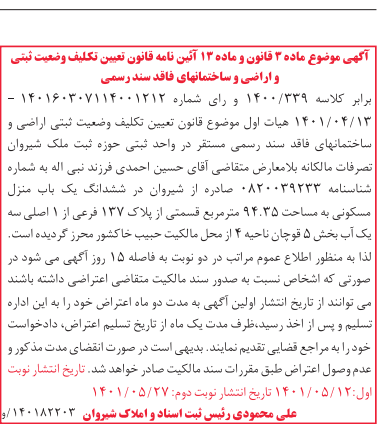 آگهی موضوع ماده ۳ قانون و ماده ۱۳ آئین نامه قانون تعیین تکلیف وضعیت ثبتی
و اراضی و ساختمانهای فاقد سند رسمی
برابر کلاسه ۱۴۰۰/۳۳۹ و رای شماره ۱۴۰۱۶۰۳۰۷۱۱۴۰۰۱۲۱۲ –
۱۴۰۱/۰۴/۱۳ هیات اول موضوع قانون تعیین تکلیف وضعیت ثبتی اراضی و
ساختمانهای فاقد سند رسمی مستقر در واحد ثبتی حوزه ثبت ملک شیروان
تصرفات مالکانه بلامعارض متقاضی آقای حسین احمدی فرزند نبی اله به شماره
شناسنامه ۰۸۲۰۰۳۹۲۳۳ صادره از شیروان در ششدانگ یک باب منزل
مسکونی به مساحت ۹۴.۳۵ مترمربع قسمتی از پلاک ۱۳۷ فرعی از ۱ اصلی سه
یک آب بخش ۵ قوچان ناحیه ۴ از محل مالکیت حبیب خاکشور محرز گردیده است.
لذا به منظور اطلاع عموم مراتب در دو نوبت به فاصله ۱۵ روز آگهی می شود در
صورتی که اشخاص نسبت به صدور سند مالکیت متقاضی اعتراضی داشته باشند
می توانند از تاریخ انتشار اولین آگهی به مدت دو ماه اعتراض خود را به این اداره
تسلیم و پس از اخذ رسید،ظرف مدت یک ماه از تاریخ تسلیم اعتراض، دادخواست
خود را به مراجع قضایی تقدیم نمایند. بدیهی است در صورت انقضای مدت مذکور و
عدم وصول اعتراض طبق مقررات سند مالکیت صادر خواهد شد. تاریخ انتشار نوبت
اول:۱۴۰۱/۰۵/۱۲ تاریخ انتشار نوبت دوم: ۱۴۰۱/۰۵/۲۷
علی محمودی رئیس ثبت اسناد و املاک شیروان ۱۴۰۱۸۲۲۰۳/و